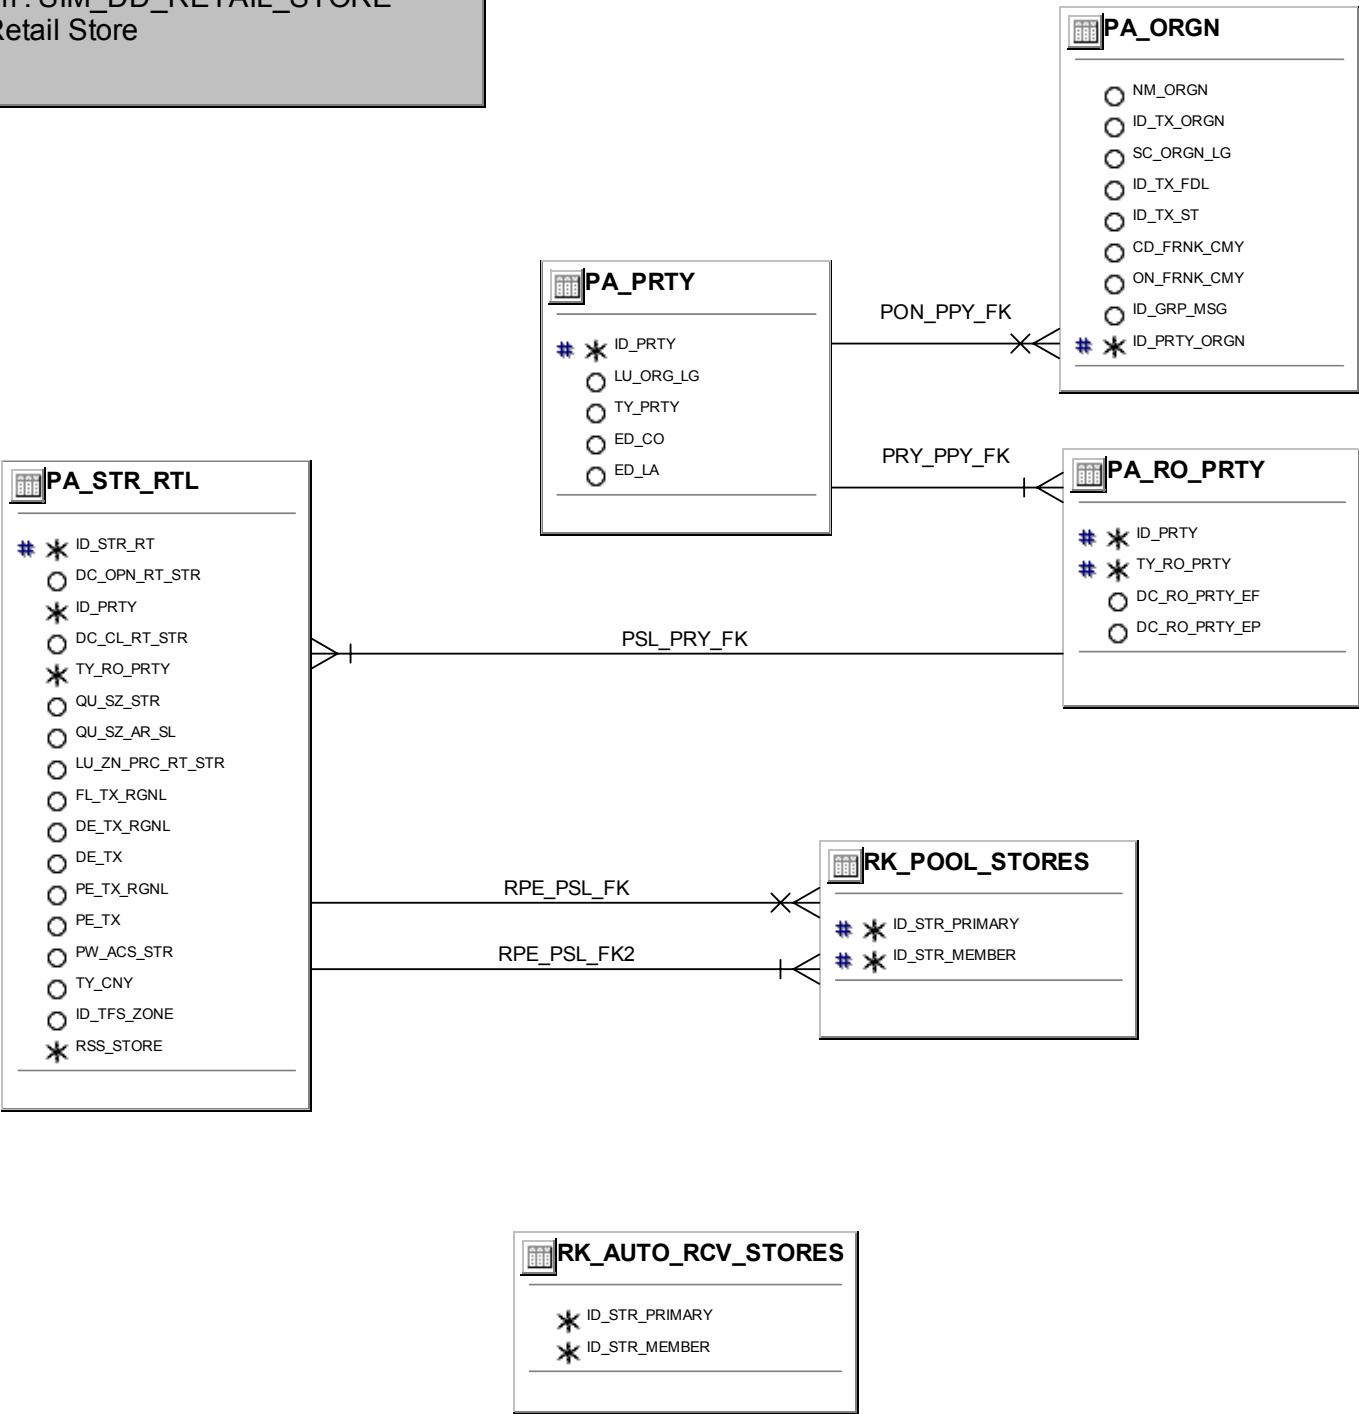 : SIM_DD_RETAIL_STORE
Retail Store
PA_ORGN
NM_ORGN
ID_TX_ORGN
SC_ORGN_LG
ID_TX_FDL
ID_TX_ST
CD_FRNK_CMY
ON_FRNK_CMY
ID_GRP_MSG
# ID_PRTY_ORGN
PA_PRTY
# ID_PRTY
LU_ORG_LG
TY_PRTY
ED_CO
ED_LA
PON_PPY_FK
PRY_PPY_FK
PA_RO_PRTY
# ID_PRTY
# TY_RO_PRTY
DC_RO_PRTY_EF
DC_RO_PRTY_EP
PA_STR_RTL
# ID_STR_RT
DC_OPN_RT_STR
ID_PRTY
DC_CL_RT_STR
TY_RO_PRTY
QU_SZ_STR
QU_SZ_AR_SL
LU_ZN_PRC_RT_STR
FL_TX_RGNL
DE_TX_RGNL
DE_TX
PE_TX_RGNL
PE_TX
PW_ACS_STR
TY_CNY
ID_TFS_ZONE
RSS_STORE
PSL_PRY_FK
RPE_PSL_FK
RPE_PSL_FK2
RK_POOL_STORES
# ID_STR_PRIMARY
# ID_STR_MEMBER
RK_AUTO_RCV_STORES
ID_STR_PRIMARY
ID_STR_MEMBER